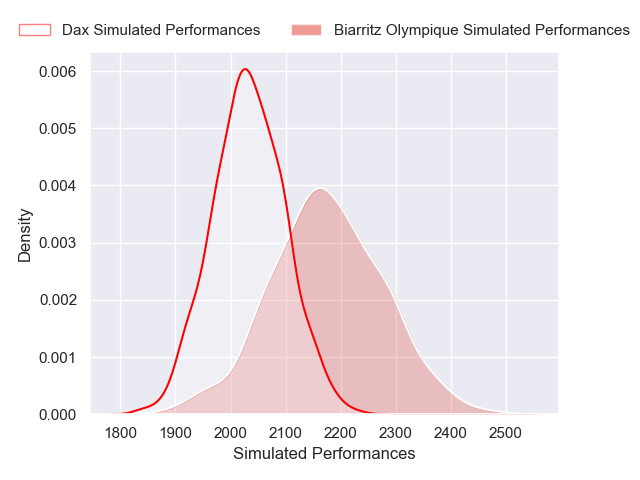 Dax Simulated Performances Biarritz Olympique Simulated Performances
0.006
0.005
0.004
0.003
0.002
0.001
0.000
Density
1800 1900 2000 2100 2200 2300 2400 2500
Simulated Performances